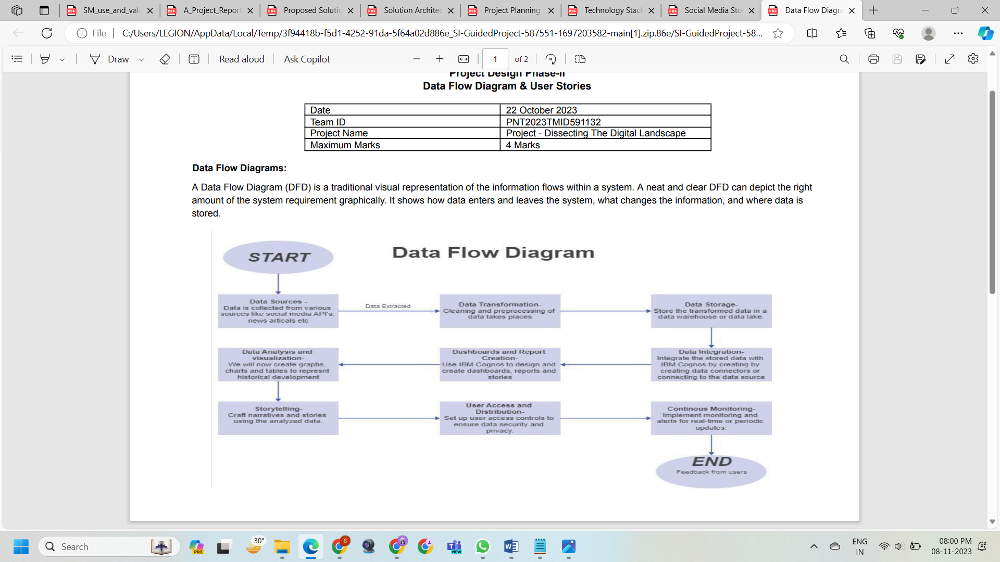 SM_use_and_valu
A_Project_Report
Proposed Solutio
Solution Architec
Project Planning
Technology Stack
Social Media Sto
Data Flow Diagra
File
C:/Users/LEGION/AppData/Local/Temp/3f94418b-f5d1-4252-91da-5f64a02d886e_SI-GuidedProject-587551-1697203582-main[1].zip.86e/SI-GuidedProject-58...
Draw
Read aloud
Ask Copilot
1
of 2
Project Design Phase-II
Data Flow Diagram & User Stories
Date 22 October 2023
Team ID PNT2023TMID591132
Project Name Project - Dissecting The Digital Landscape
Maximum Marks 4 Marks
Data Flow Diagrams:
A Data Flow Diagram (DFD) is a traditional visual representation of the information flows within a system. A neat and clear DFD can depict the right
amount of the system requirement graphically. It shows how data enters and leaves the system, what changes the information, and where data is
stored.
START
Data Flow Diagram
Data Sources -
Data is collected from various
sources like social media API's,
news articals etc
Data Extracted
Data Transformation-
Cleaning and preprocessing of
data takes places
Data Storage-
Store the transformed data in a
data warehouse or data lake.
Data Analysis and
visualization-
We will now create graphs,
charts and tables to represnt
historical development
Dashboards and Report
Creation-
Use IBM Cognos to design and
create dashboards, reports and
stories
Data Integration-
Integrate the stored data with
IBM Cognos by creating by
creating data connectors or
connecting to the data source
Storytelling-
Craft narratives and stories
using the analyzed data.
User Access and
Distribution-
Set up user access controls to
ensure data security and
privacy.
Continous Monitoring-
Implement monitoring and
alerts for real-time or periodic
updates.
END
Feedback from users
Search
PRE
30°
S
NEW
ENG
IN
08:00 PM
08-11-2023